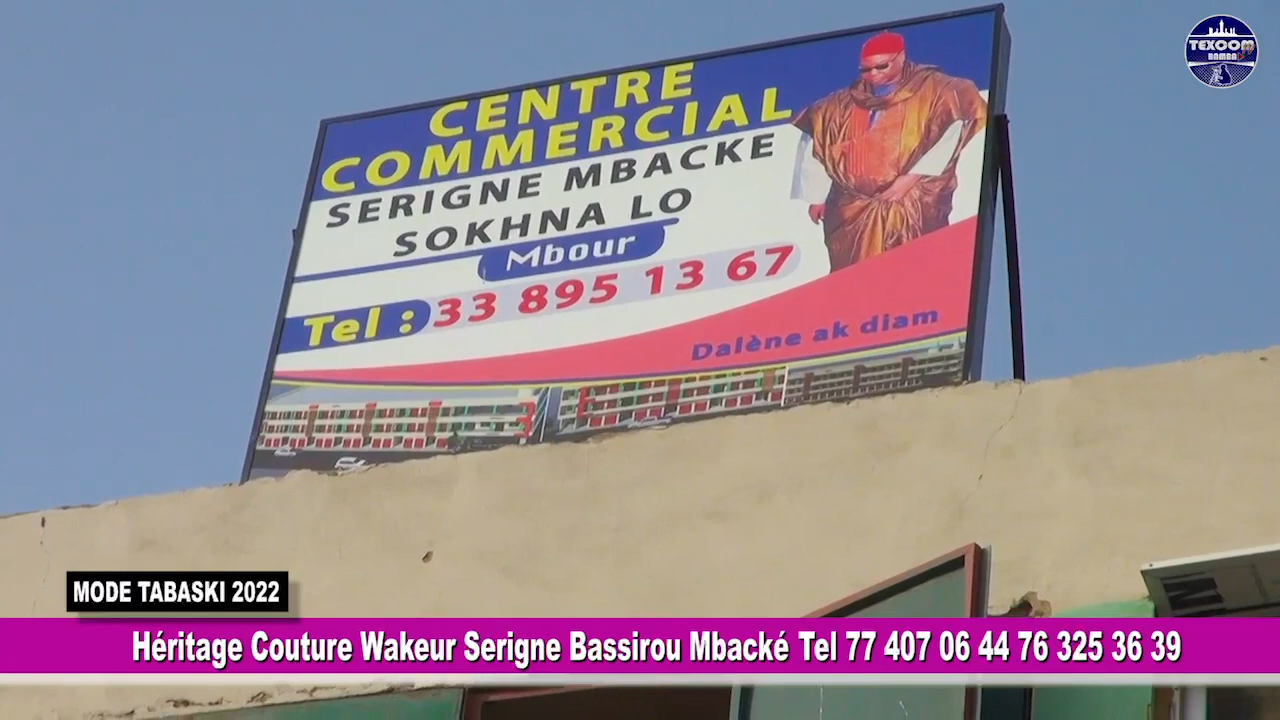 TEXOOM
BAMBA
CENTRE
COMMERCIAL
SERIGNE MBACKE
SOKHNA LO
Mbour
Tel : 33 895 13 67
Dalène ak diam
MODE TABASKI 2022
Héritage Couture Wakeur Serigne Bassirou Mbacké Tel 77 407 06 44 76 325 36 39